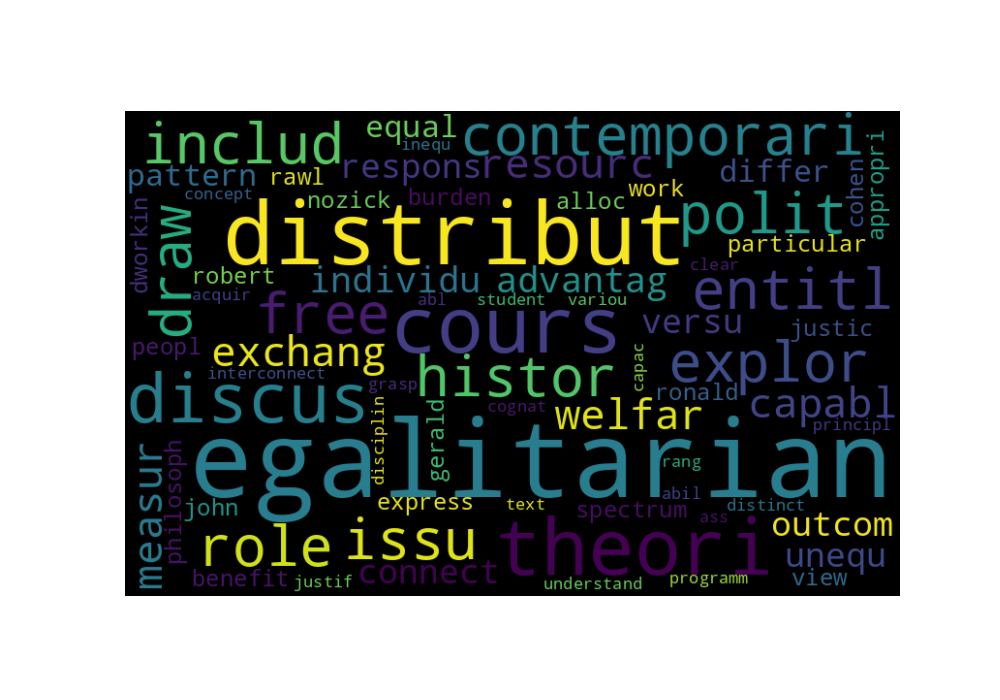 includ
equal
inequ
contemporari
pattern
concept
rawl
respons
resourc
differ
cohen
appropri
dworkin
draw
nozick
burden
alloc
work
polit
particular
distribut
robert
acquir
individu
advantag
clear
entitl
free
abl
student
variou
cours
versu
justic
peopl
exchang
interconnect
grasp
histor
capac
explor
ronald
capabl
principl
discus
disciplin
gerald
cognat
welfar
egalitarian
rang
measur
philosoph
john
express
text
abil
spectrum
ass
distinct
outcom
role
issu
theori
unequ
benefit
justif
connect
understand
programm
view